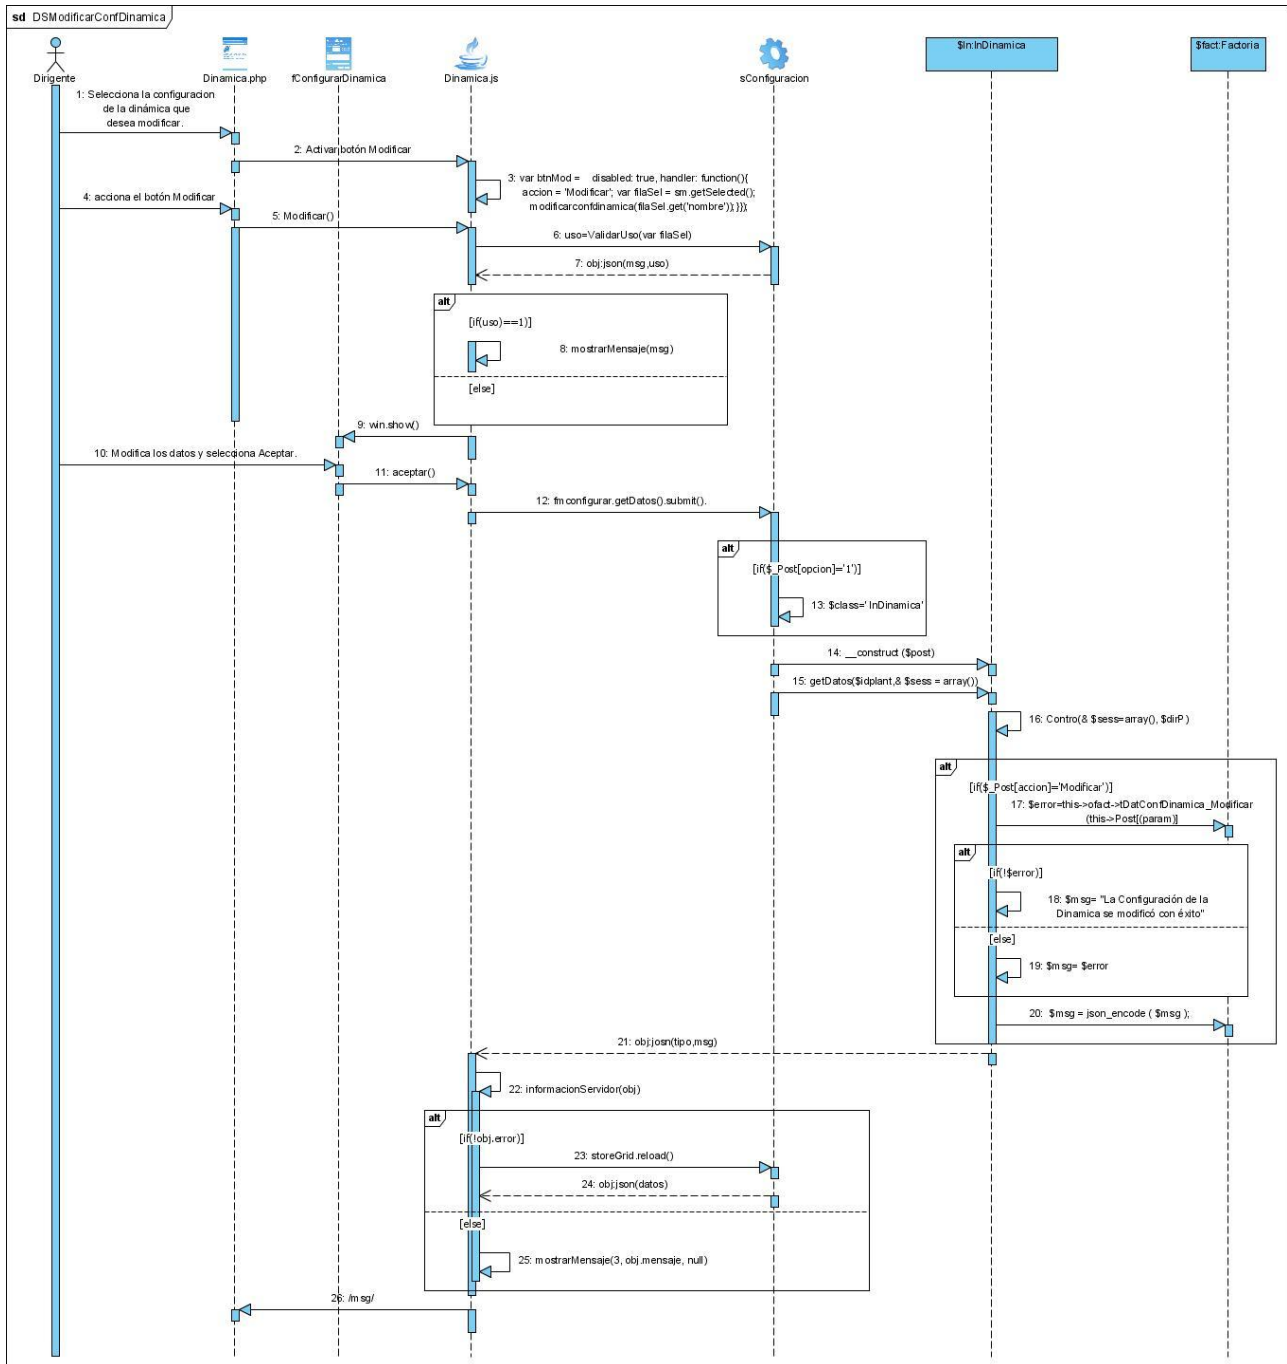 sd DSModificarConfDinamica
Dirigente
Dinamica.php
fConfigurarDinamica
Dinamica.js
sConfiguracion
$In:InDinamica
$fact:Factoria
1: Selecciona la configuracion
de la dinámica que
desea modificar.
2: Activar botón Modificar
3: var btnMod = disabled: true, handler: function(){
accion = 'Modificar'; var filaSel = sm.getSelected();
modificarconfdinamica(filaSel.get('nombre'));}});
4: acciona el botón Modificar
5: Modificar()
6: uso=ValidarUso(var filaSel)
7: obj:json(msg,uso)
alt
[if(uso)==1)]
8: mostrarMensaje(msg)
[else]
9: win.show()
10: Modifica los datos y selecciona Aceptar.
11: aceptar()
12: fmconfigurar.getDatos().submit().
alt
[if($_Post[opcion]='1')]
13: $class=' InDinamica'
14: __construct ($post)
15: getDatos($idplant,& $sess = array())
16: Contro(& $sess=array(), $dirP )
alt
[if($_Post[accion]='Modificar')]
17: $error=this->ofact->tDatConfDinamica_Modificar
(this->Post[(param)]
alt
[if(!$error)]
18: $msg= "La Configuración de la
Dinamica se modificó con éxito"
[else]
19: $msg= $error
20: $msg = json_encode ( $msg );
21: obj:josn(tipo,msg)
22: informacionServidor(obj)
alt
[if(!obj.error)]
23: storeGrid.reload()
24: obj:json(datos)
[else]
25: mostrarMensaje(3, obj.mensaje, null)
26: /msg/